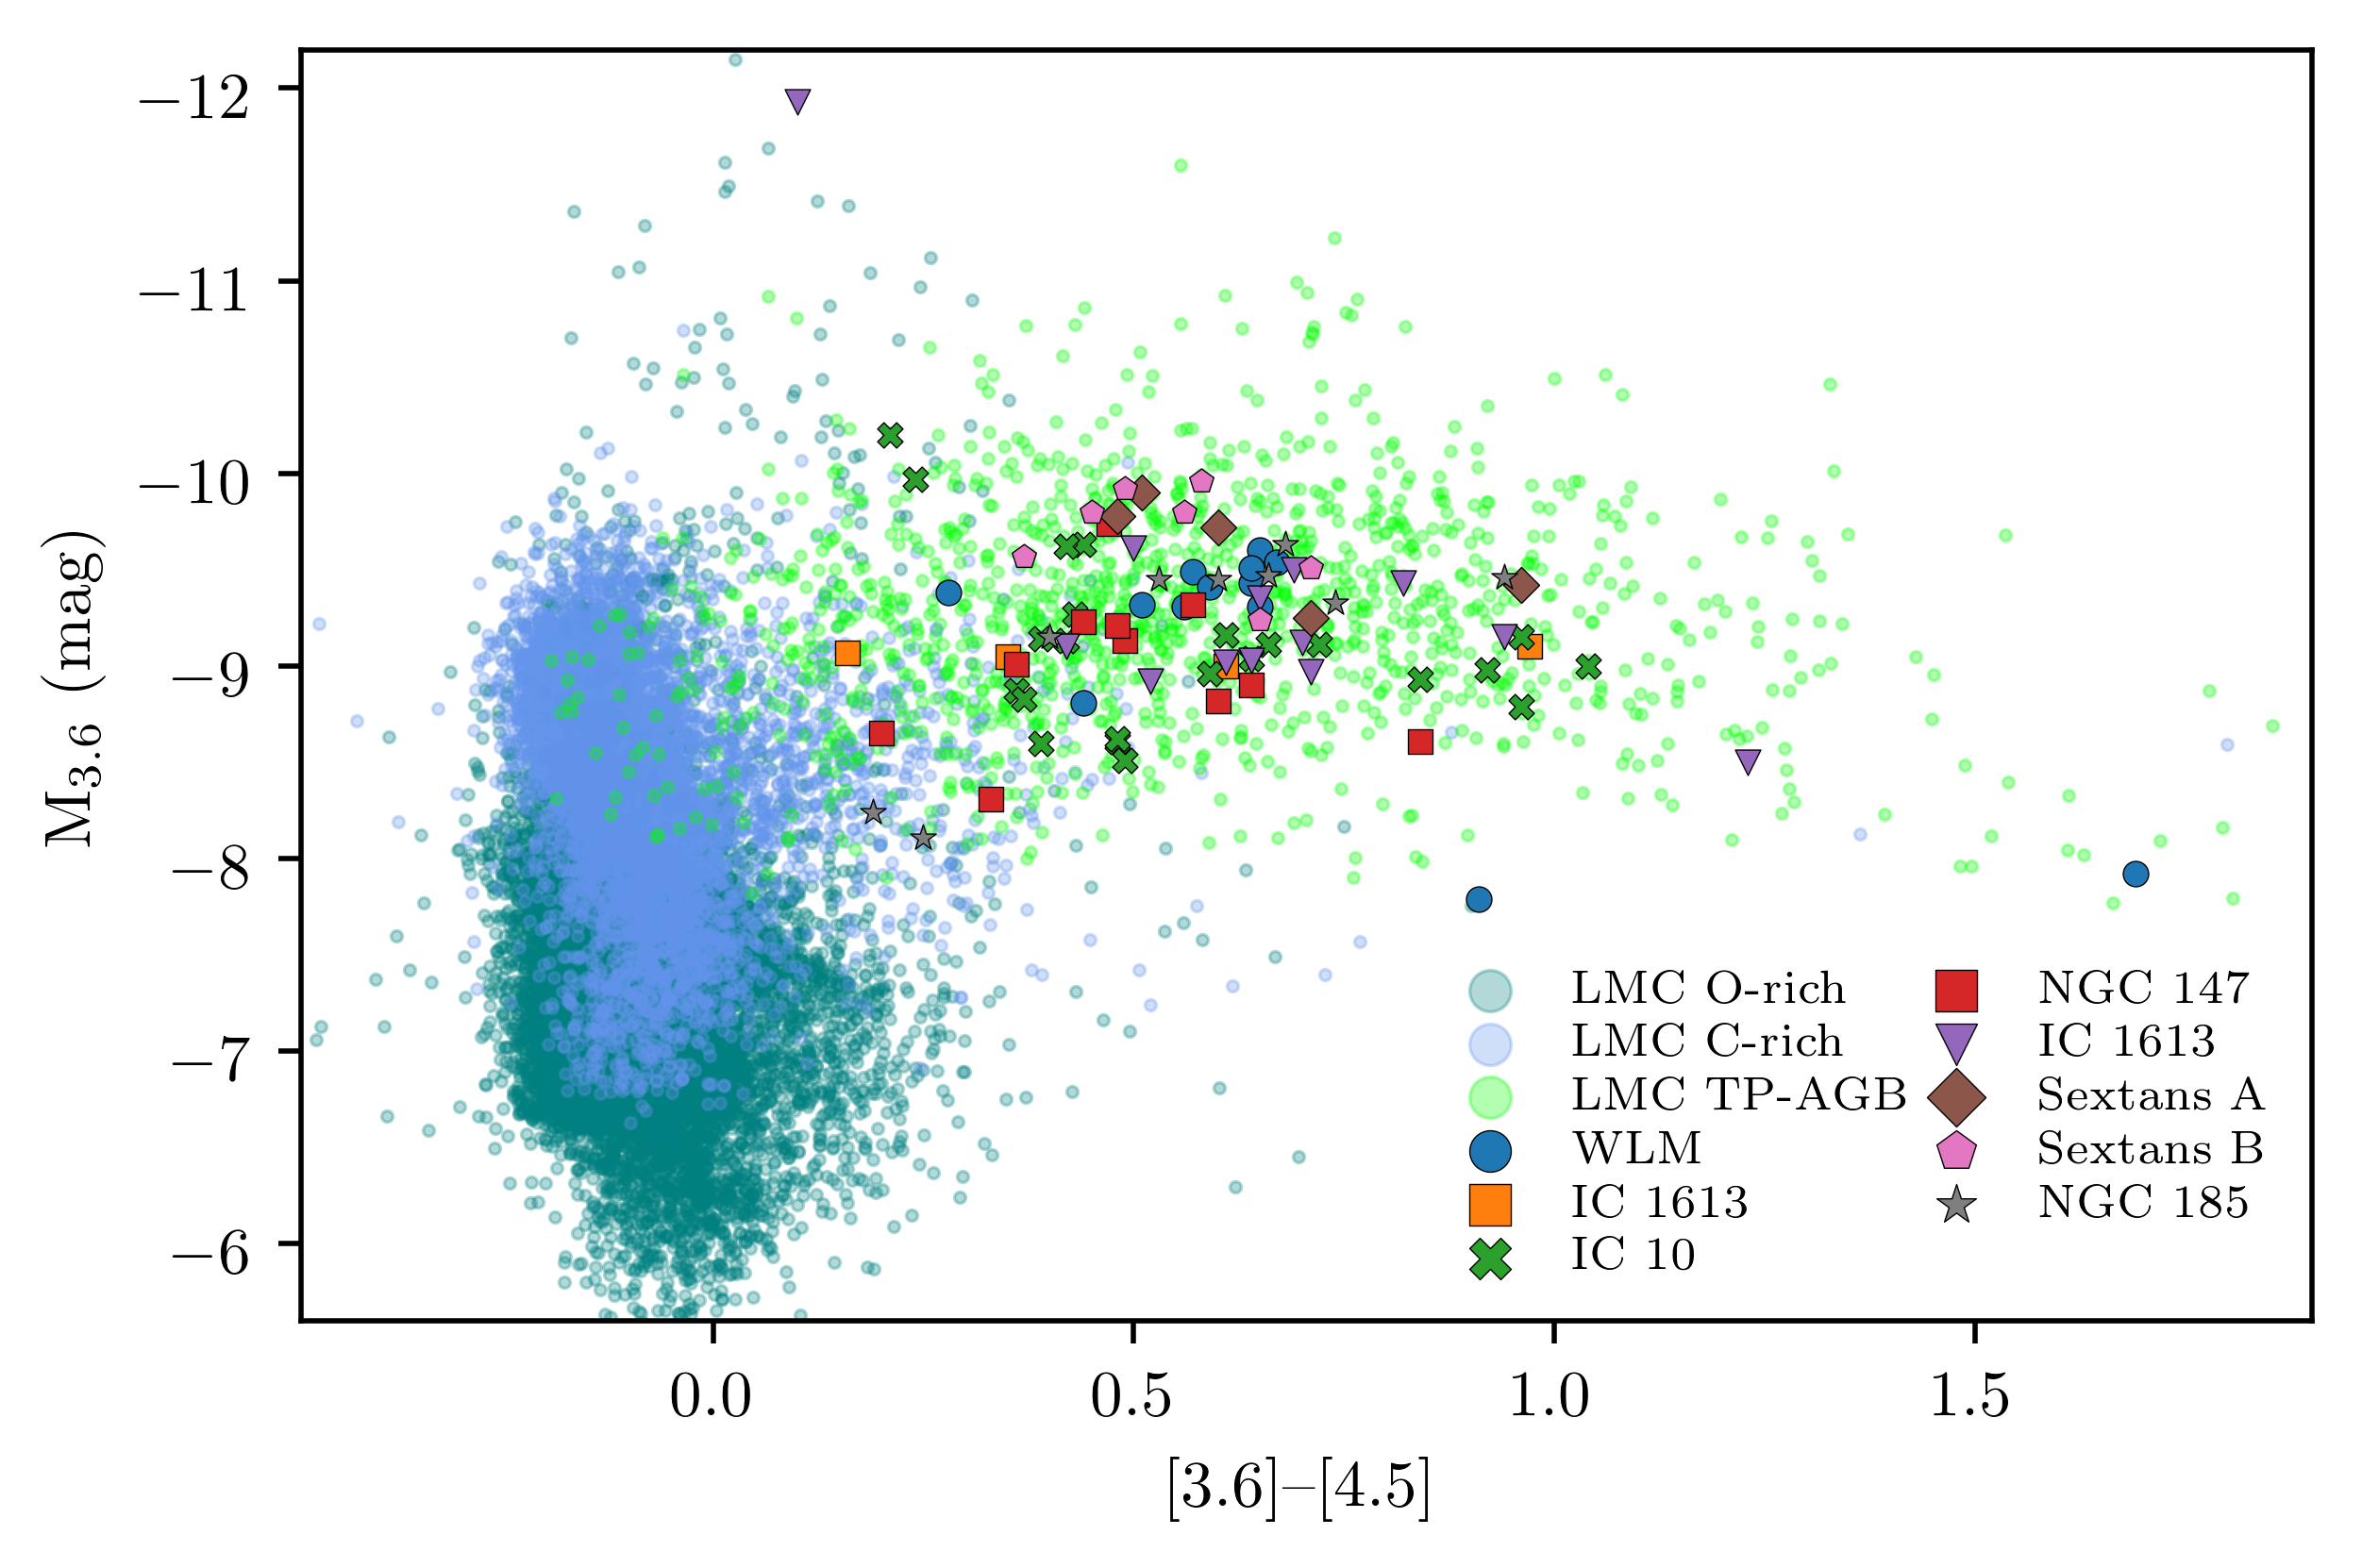 −12
−11
−10
−9
−8
−7
−6
M3.6 (mag)
0.0 0.5 1.0 1.5
[3.6]–[4.5]
LMC O-rich
LMC C-rich
LMC TP-AGB
WLM
IC 1613
IC 10
NGC 147
IC 1613
Sextans A
Sextans B
NGC 185